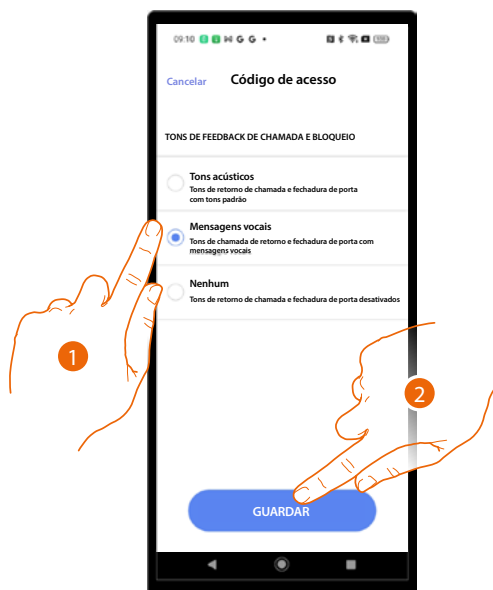 09:10 G G
Cancelar Código de acesso
TONS DE FEEDBACK DE CHAMADA E BLOQUEIO
Tons acústicos
Tons de retorno de chamada e fechadura de porta
com tons padrão
Mensagens vocais
Tons de chamada de retorno e fechadura de porta com
mensagens vocais
Nenhum
Tons de retorno de chamada e fechadura de porta desativados
1
2
GUARDAR